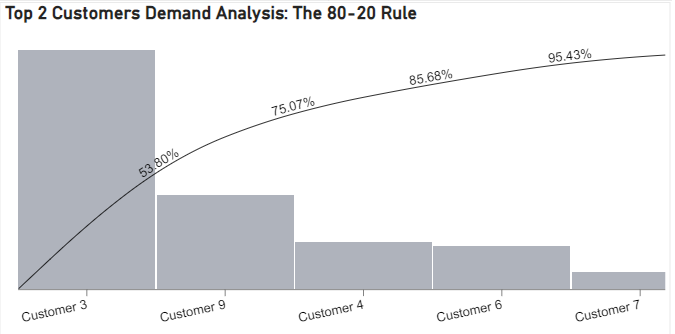 Top 2 Customers Demand Analysis: The 80-20 Rule
95.43%
85.68%
75.07%
53.80%
Customer 3
Customer 9
Customer 4
Customer 6
Customer 7